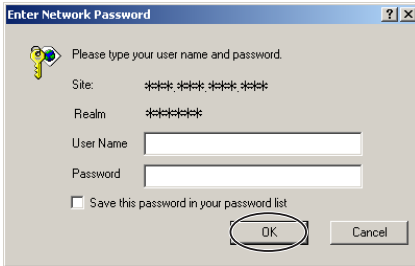 Enter Network Password
Please type your user name and password.
Site: ***.***.***.***
Realm ******
User Name
Password
Save this password in your password list
OK Cancel